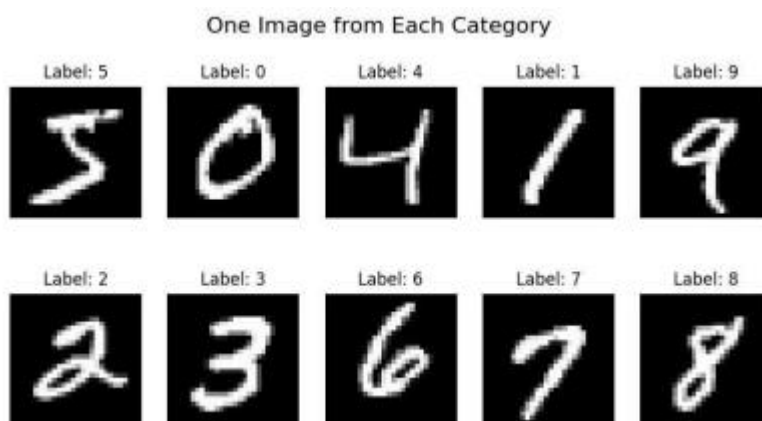 One Image from Each Category
Label: 5 Label: 0 Label: 4 Label: 1 Label: 9
5 0 4 1 9
Label: 2 Label: 3 Label: 6 Label: 7 Label: 8
2 3 6 7 8